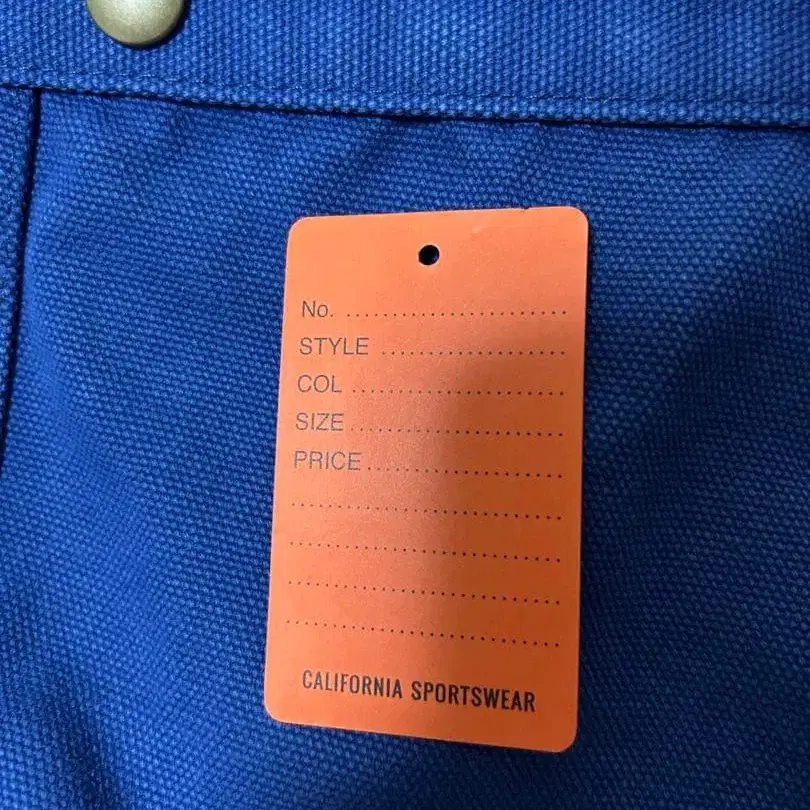 No. ........................
STYLE ....................
COL .......................
SIZE ........................
PRICE .....................
CALIFORNIA SPORTSWEAR